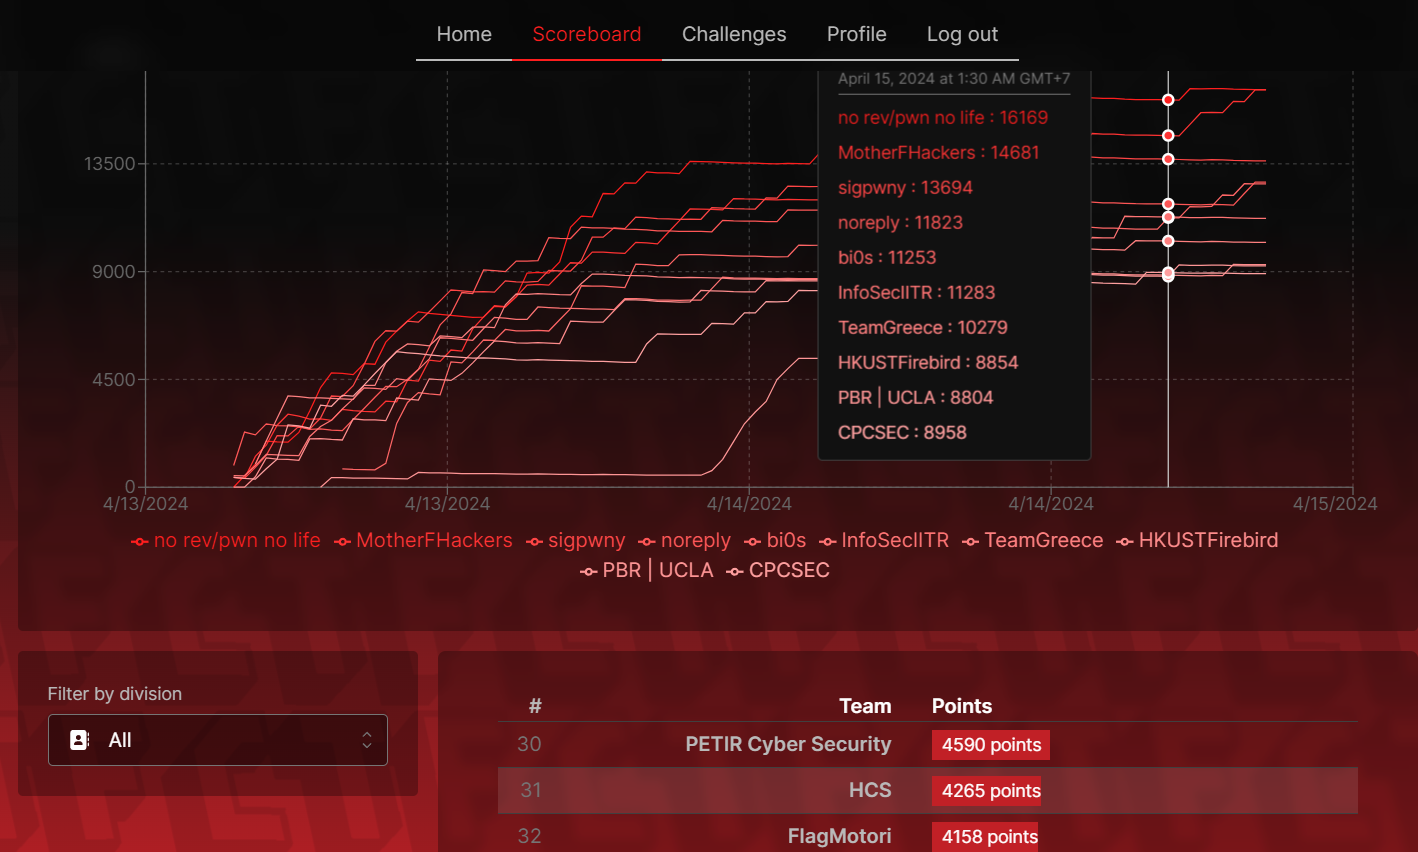 Home Scoreboard Challenges Profile Log out
April 15, 2024 at 1:30 AM GMT+7
no rev/pwn no life : 16169
MotherFHackers : 14681
sigpwny : 13694
noreply : 11823
bi0s : 11253
InfoSecIITR : 11283
TeamGreece : 10279
HKUSTFirebird : 8854
PBR | UCLA : 8804
CPCSEC : 8958
13500
9000
4500
0
4/13/2024 4/13/2024 4/14/2024 4/14/2024 4/15/2024
no rev/pwn no life MotherFHackers sigpwny noreply bi0s InfoSecIITR TeamGreece HKUSTFirebird
PBR | UCLA CPCSEC
Filter by division
All
# Team Points
30 PETIR Cyber Security 4590 points
31 HCS 4265 points
32 FlagMotori 4158 points